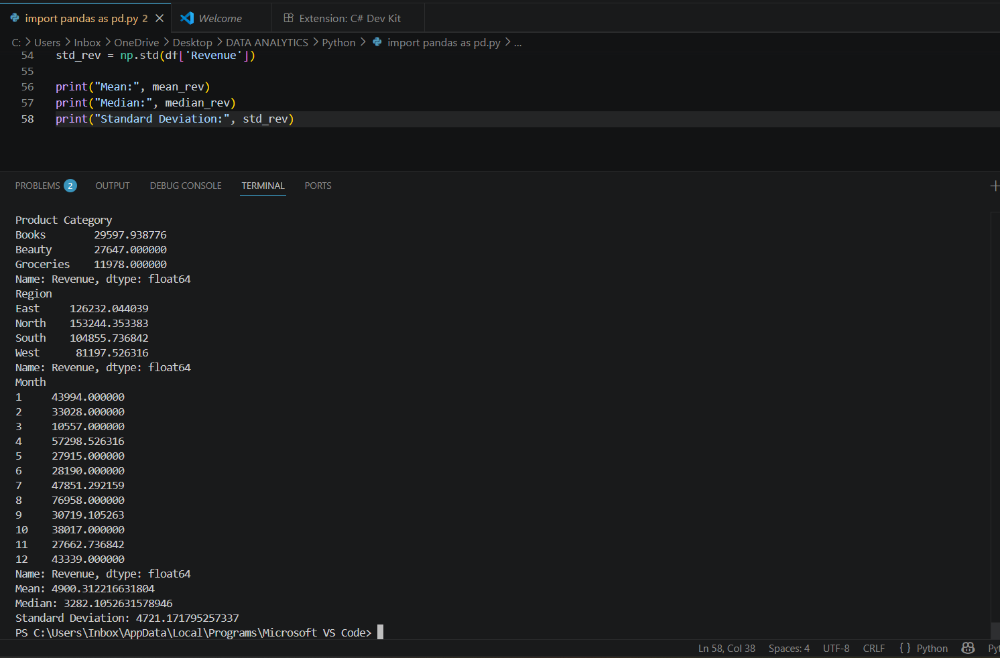 import pandas as pd.py 2
Welcome
Extension: C# Dev Kit
C: > Users > Inbox > OneDrive > Desktop > DATA ANALYTICS > Python > import pandas as pd.py > ...
54 std_rev = np.std(df['Revenue'])
55
56 print("Mean:", mean_rev)
57 print("Median:", median_rev)
58 print("Standard Deviation:", std_rev)
PROBLEMS 2 OUTPUT DEBUG CONSOLE TERMINAL PORTS
Product Category
Books 29597.938776
Beauty 27647.000000
Groceries 11978.000000
Name: Revenue, dtype: float64
Region
East 126232.044039
North 153244.353383
South 104855.736842
West 81197.526316
Name: Revenue, dtype: float64
Month
1 43994.000000
2 33028.000000
3 10557.000000
4 57298.526316
5 27915.000000
6 28190.000000
7 47851.292159
8 76958.000000
9 30719.105263
10 38017.000000
11 27662.736842
12 43339.000000
Name: Revenue, dtype: float64
Mean: 4900.312216631804
Median: 3282.1052631578946
Standard Deviation: 4721.171795257337
PS C:\Users\Inbox\AppData\Local\Programs\Microsoft VS Code>
Ln 58, Col 38 Spaces: 4 UTF-8 CRLF { } Python Pyt